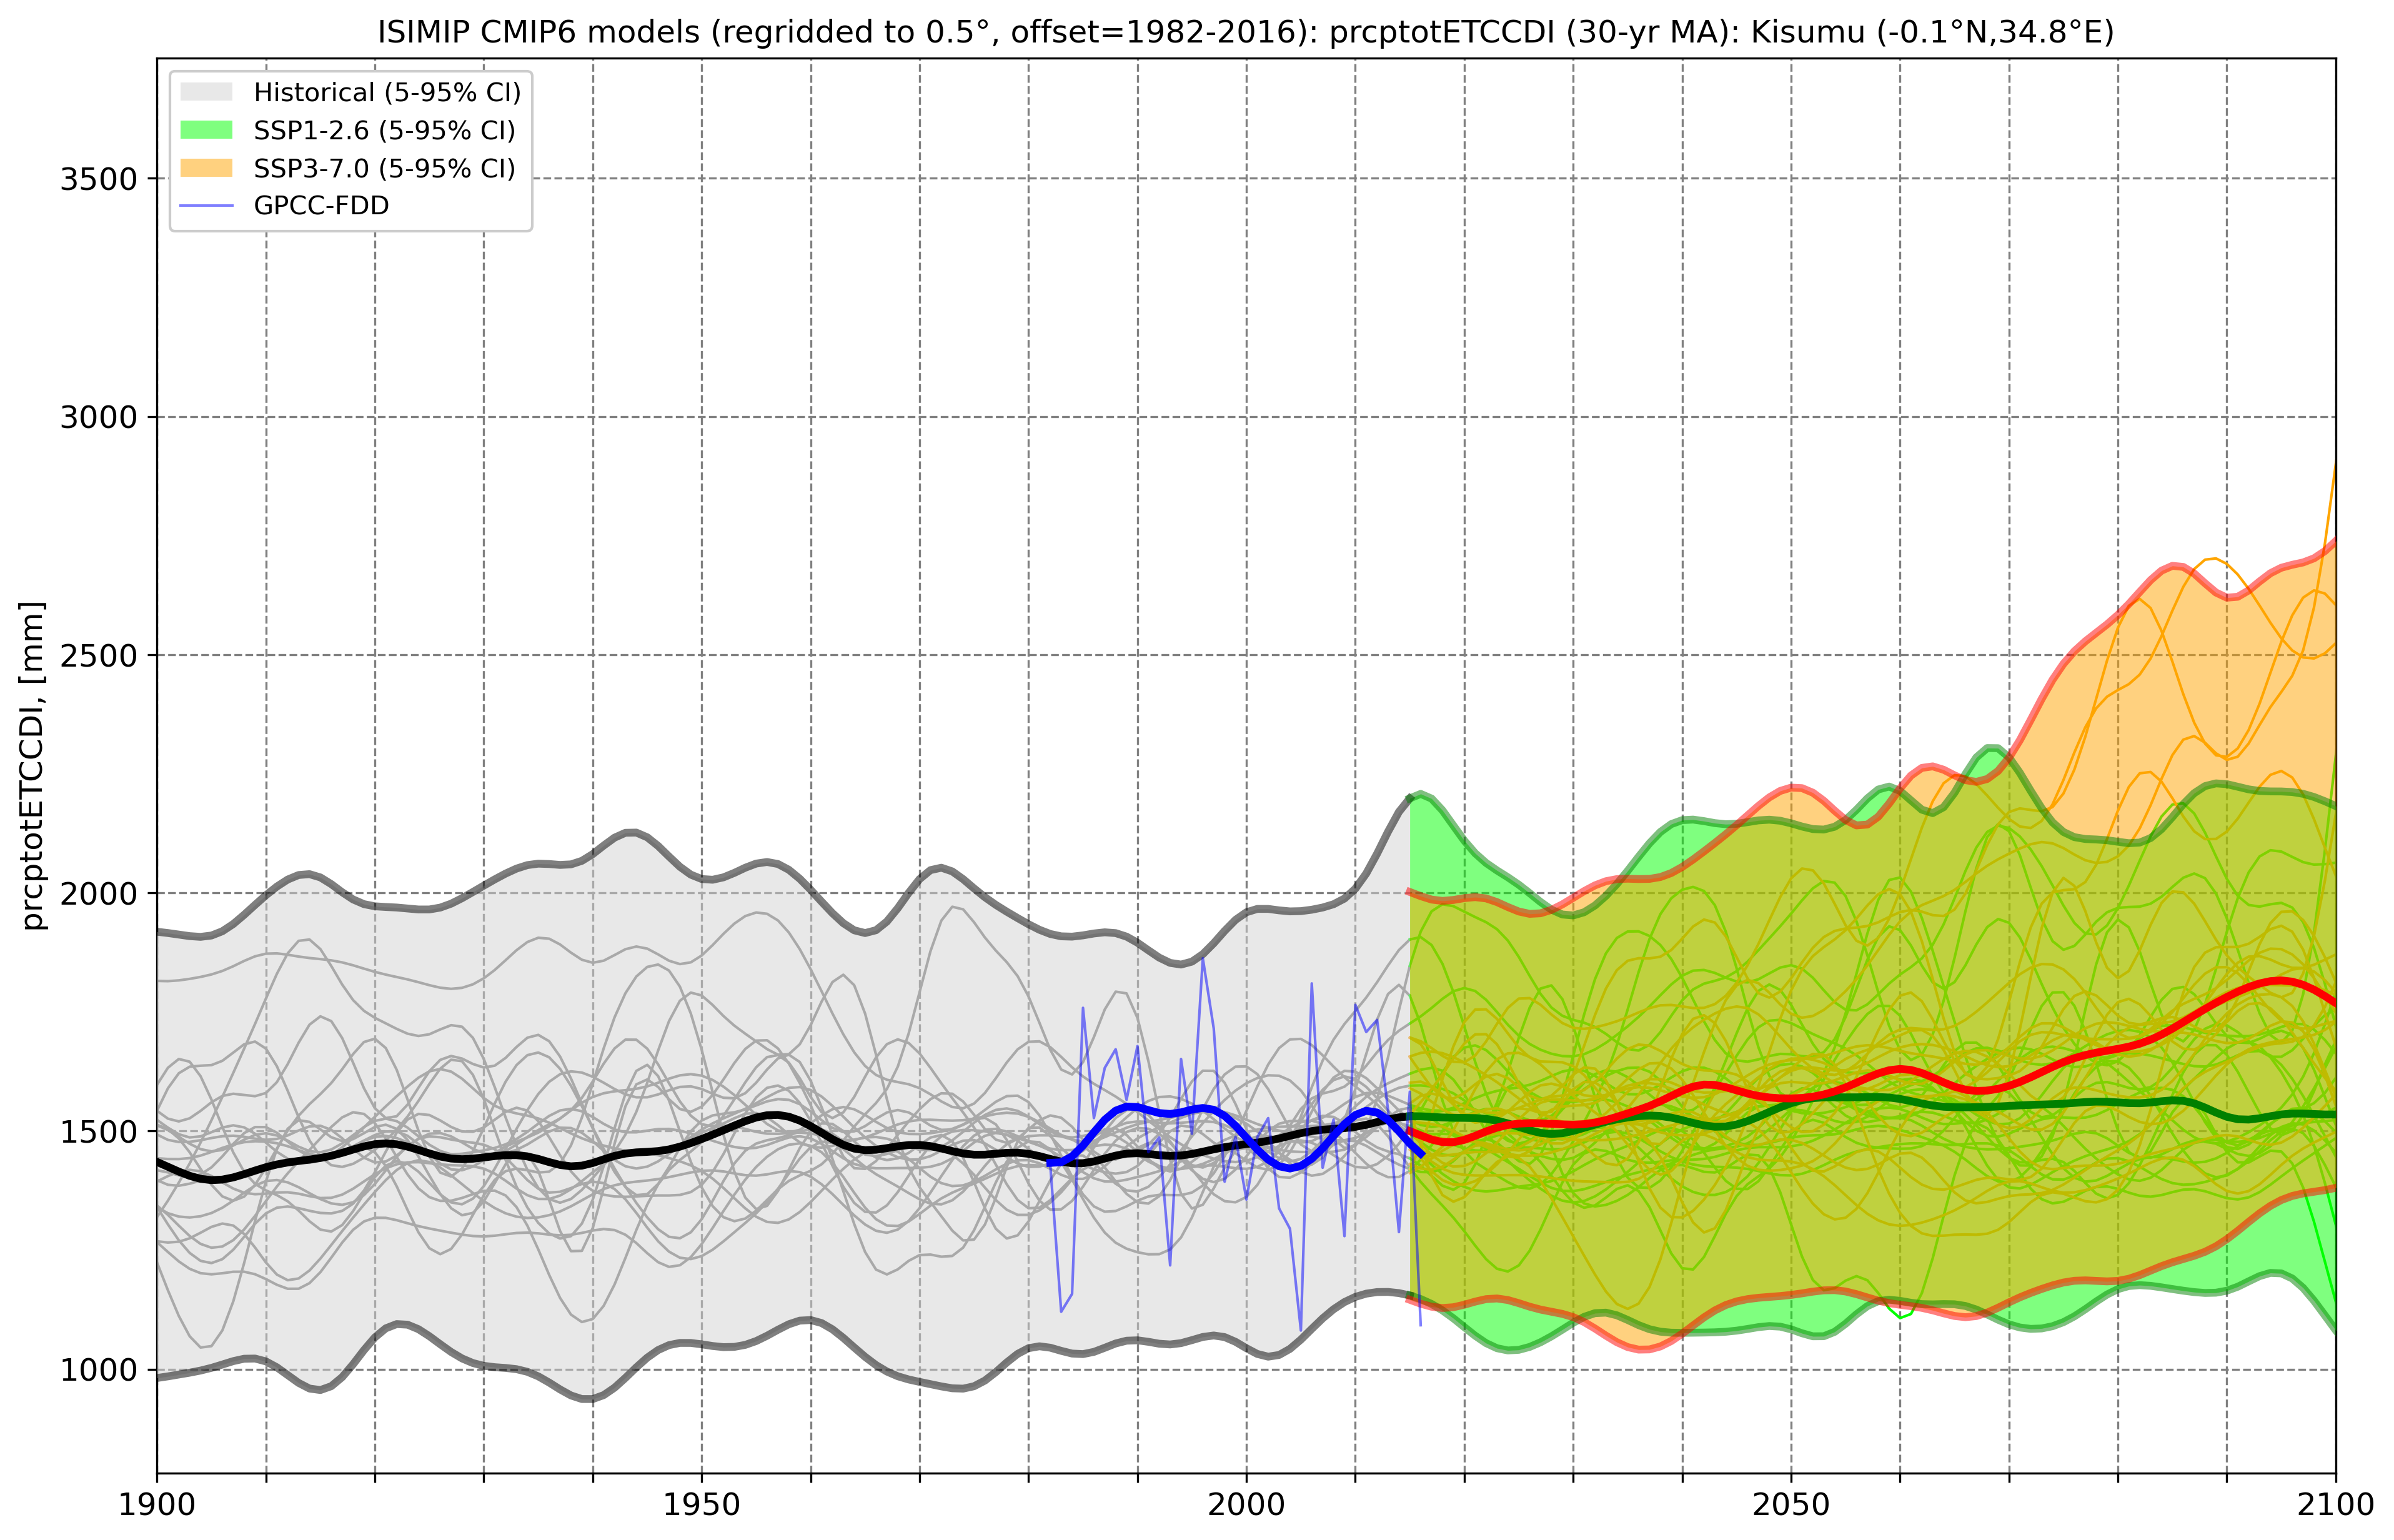 ISIMIP CMIP6 models (regridded to 0.5°, offset=1982-2016): prcptotETCCDI (30-yr MA): Kisumu (-0.1°N,34.8°E)
Historical (5-95% CI)
SSP1-2.6 (5-95% CI)
SSP3-7.0 (5-95% CI)
GPCC-FDD
3500
3000
2500
2000
1500
1000
prcptotETCCDI, [mm]
1900
1950
2000
2050
2100